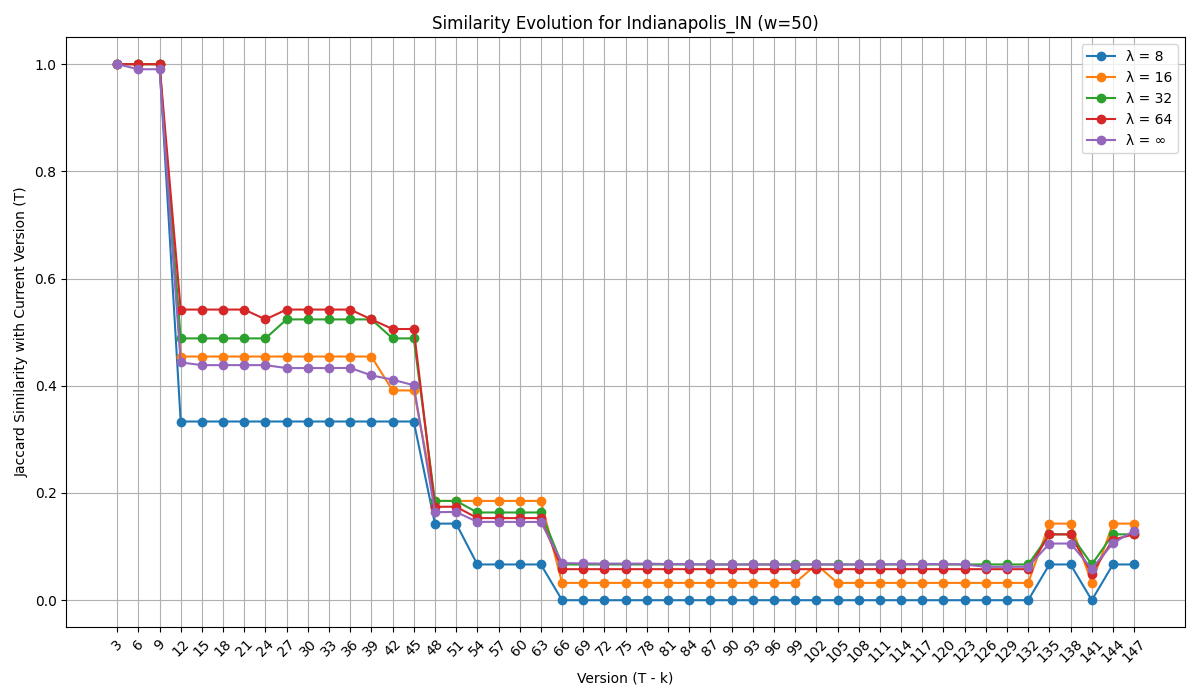 Similarity Evolution for Indianapolis_IN (w=50)
Jaccard Similarity with Current Version (T)
1.0
0.8
0.6
0.4
0.2
0.0
λ = 8
λ = 16
λ = 32
λ = 64
λ = ∞
3 6 9 12 15 18 21 24 27 30 33 36 39 42 45 48 51 54 57 60 63 66 69 72 75 78 81 84 87 90 93 96 99 102 105 108 111 114 117 120 123 126 129 132 135 138 141 144 147
Version (T - k)